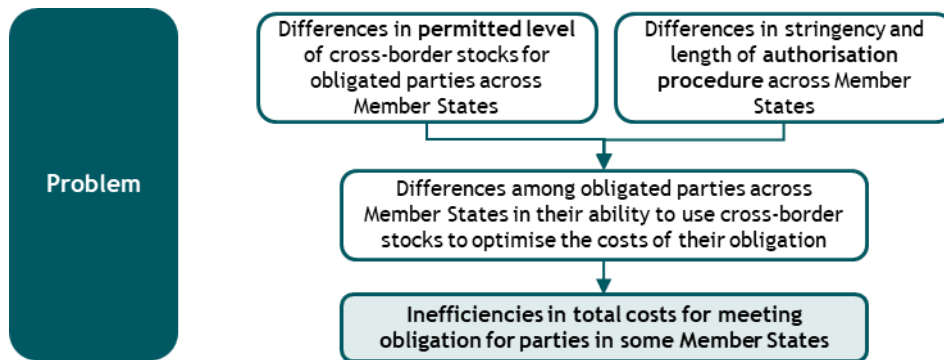 Problem
Differences in permitted level
of cross-border stocks for
obligated parties across
Member States
Differences in stringency and
length of authorisation
procedure across Member
States
Differences among obligated parties across
Member States in their ability to use cross-border
stocks to optimise the costs of their obligation
Inefficiencies in total costs for meeting
obligation for parties in some Member States